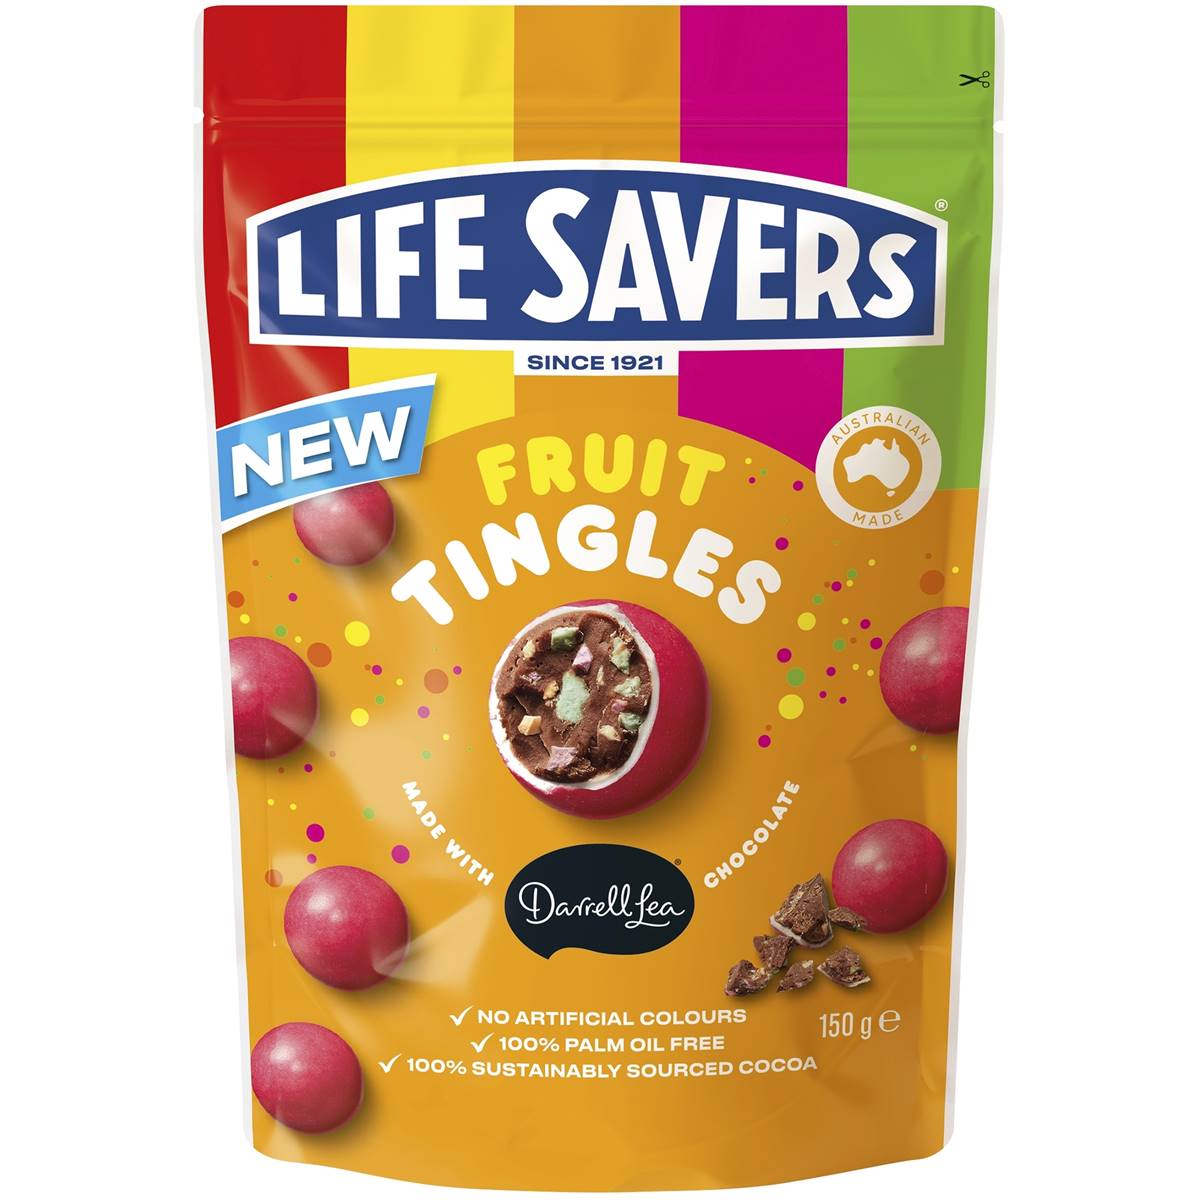 LIFE SAVERS®
SINCE 1921
NEW
AUSTRALIAN
MADE
FRUIT
TINGLES
MADE WITH
Darrell Lea®
CHOCOLATE
✓ NO ARTIFICIAL COLOURS
✓ 100% PALM OIL FREE
✓ 100% SUSTAINABLY SOURCED COCOA
150 g ℮